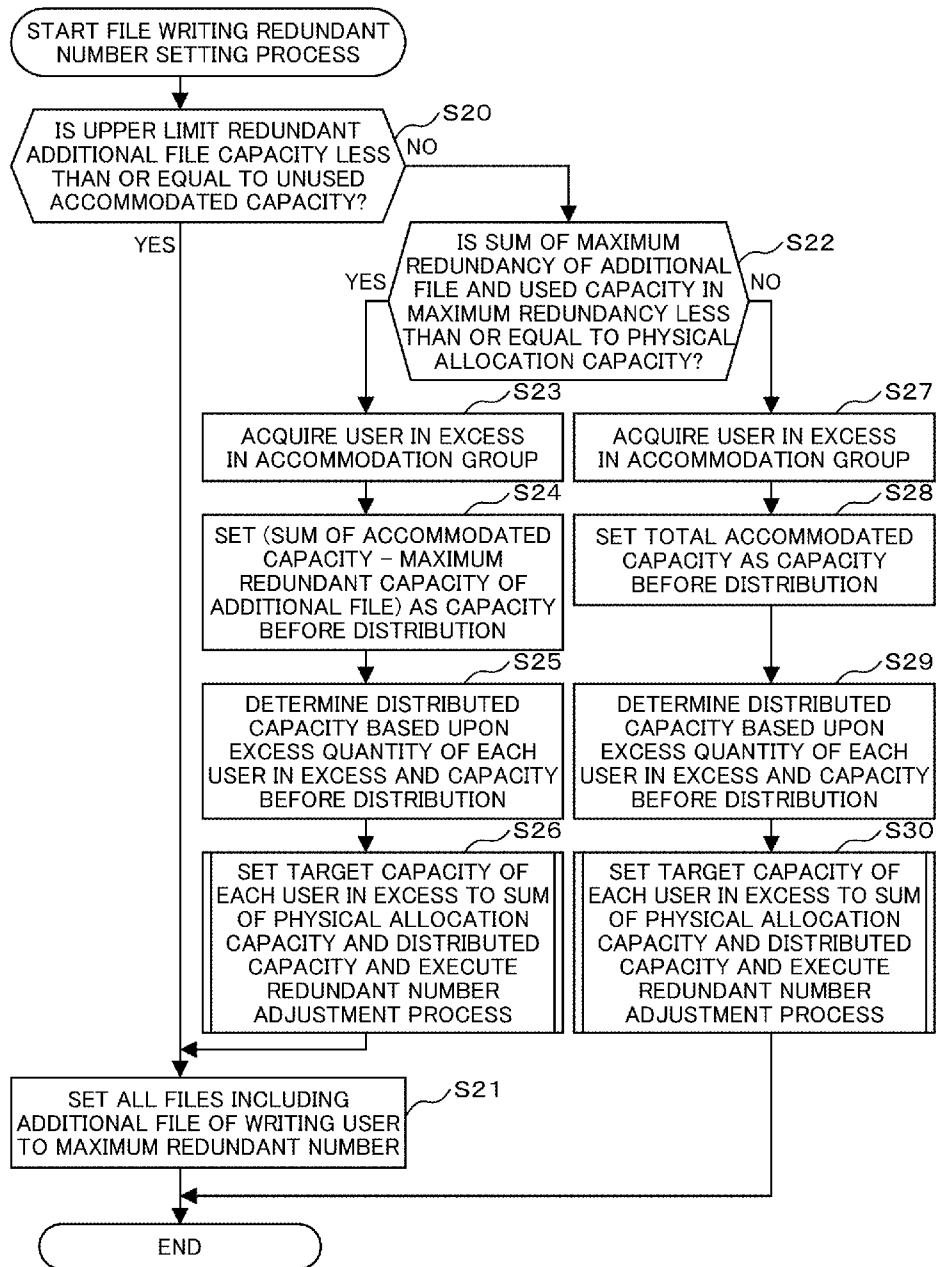 START FILE WRITING REDUNDANT
NUMBER SETTING PROCESS
S20
IS UPPER LIMIT REDUNDANT
ADDITIONAL FILE CAPACITY LESS
THAN OR EQUAL TO UNUSED
ACCOMMODATED CAPACITY?
NO
YES
S22
IS SUM OF MAXIMUM
REDUNDANCY OF ADDITIONAL
FILE AND USED CAPACITY IN
MAXIMUM REDUNDANCY LESS
THAN OR EQUAL TO PHYSICAL
ALLOCATION CAPACITY?
YES
NO
S23
ACQUIRE USER IN EXCESS
IN ACCOMMODATION GROUP
S24
SET (SUM OF ACCOMMODATED
CAPACITY – MAXIMUM
REDUNDANT CAPACITY OF
ADDITIONAL FILE) AS CAPACITY
BEFORE DISTRIBUTION
S25
DETERMINE DISTRIBUTED
CAPACITY BASED UPON
EXCESS QUANTITY OF EACH
USER IN EXCESS AND CAPACITY
BEFORE DISTRIBUTION
S26
SET TARGET CAPACITY OF
EACH USER IN EXCESS TO SUM
OF PHYSICAL ALLOCATION
CAPACITY AND DISTRIBUTED
CAPACITY AND EXECUTE
REDUNDANT NUMBER
ADJUSTMENT PROCESS
S27
ACQUIRE USER IN EXCESS
IN ACCOMMODATION GROUP
S28
SET TOTAL ACCOMMODATED
CAPACITY AS CAPACITY
BEFORE DISTRIBUTION
S29
DETERMINE DISTRIBUTED
CAPACITY BASED UPON
EXCESS QUANTITY OF EACH
USER IN EXCESS AND CAPACITY
BEFORE DISTRIBUTION
S30
SET TARGET CAPACITY OF
EACH USER IN EXCESS TO SUM
OF PHYSICAL ALLOCATION
CAPACITY AND DISTRIBUTED
CAPACITY AND EXECUTE
REDUNDANT NUMBER
ADJUSTMENT PROCESS
S21
SET ALL FILES INCLUDING
ADDITIONAL FILE OF WRITING USER
TO MAXIMUM REDUNDANT NUMBER
END